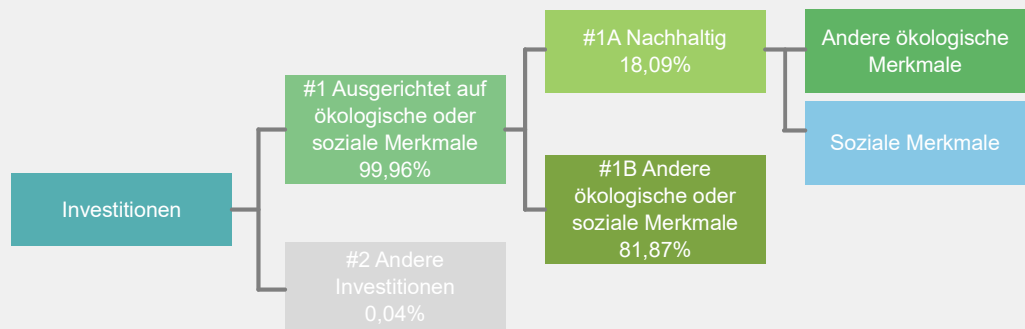 Investitionen
#1 Ausgerichtet auf
ökologische oder
soziale Merkmale
99,96%
#2 Andere
Investitionen
0,04%
#1A Nachhaltig
18,09%
#1B Andere
ökologische oder
soziale Merkmale
81,87%
Andere ökologische
Merkmale
Soziale Merkmale